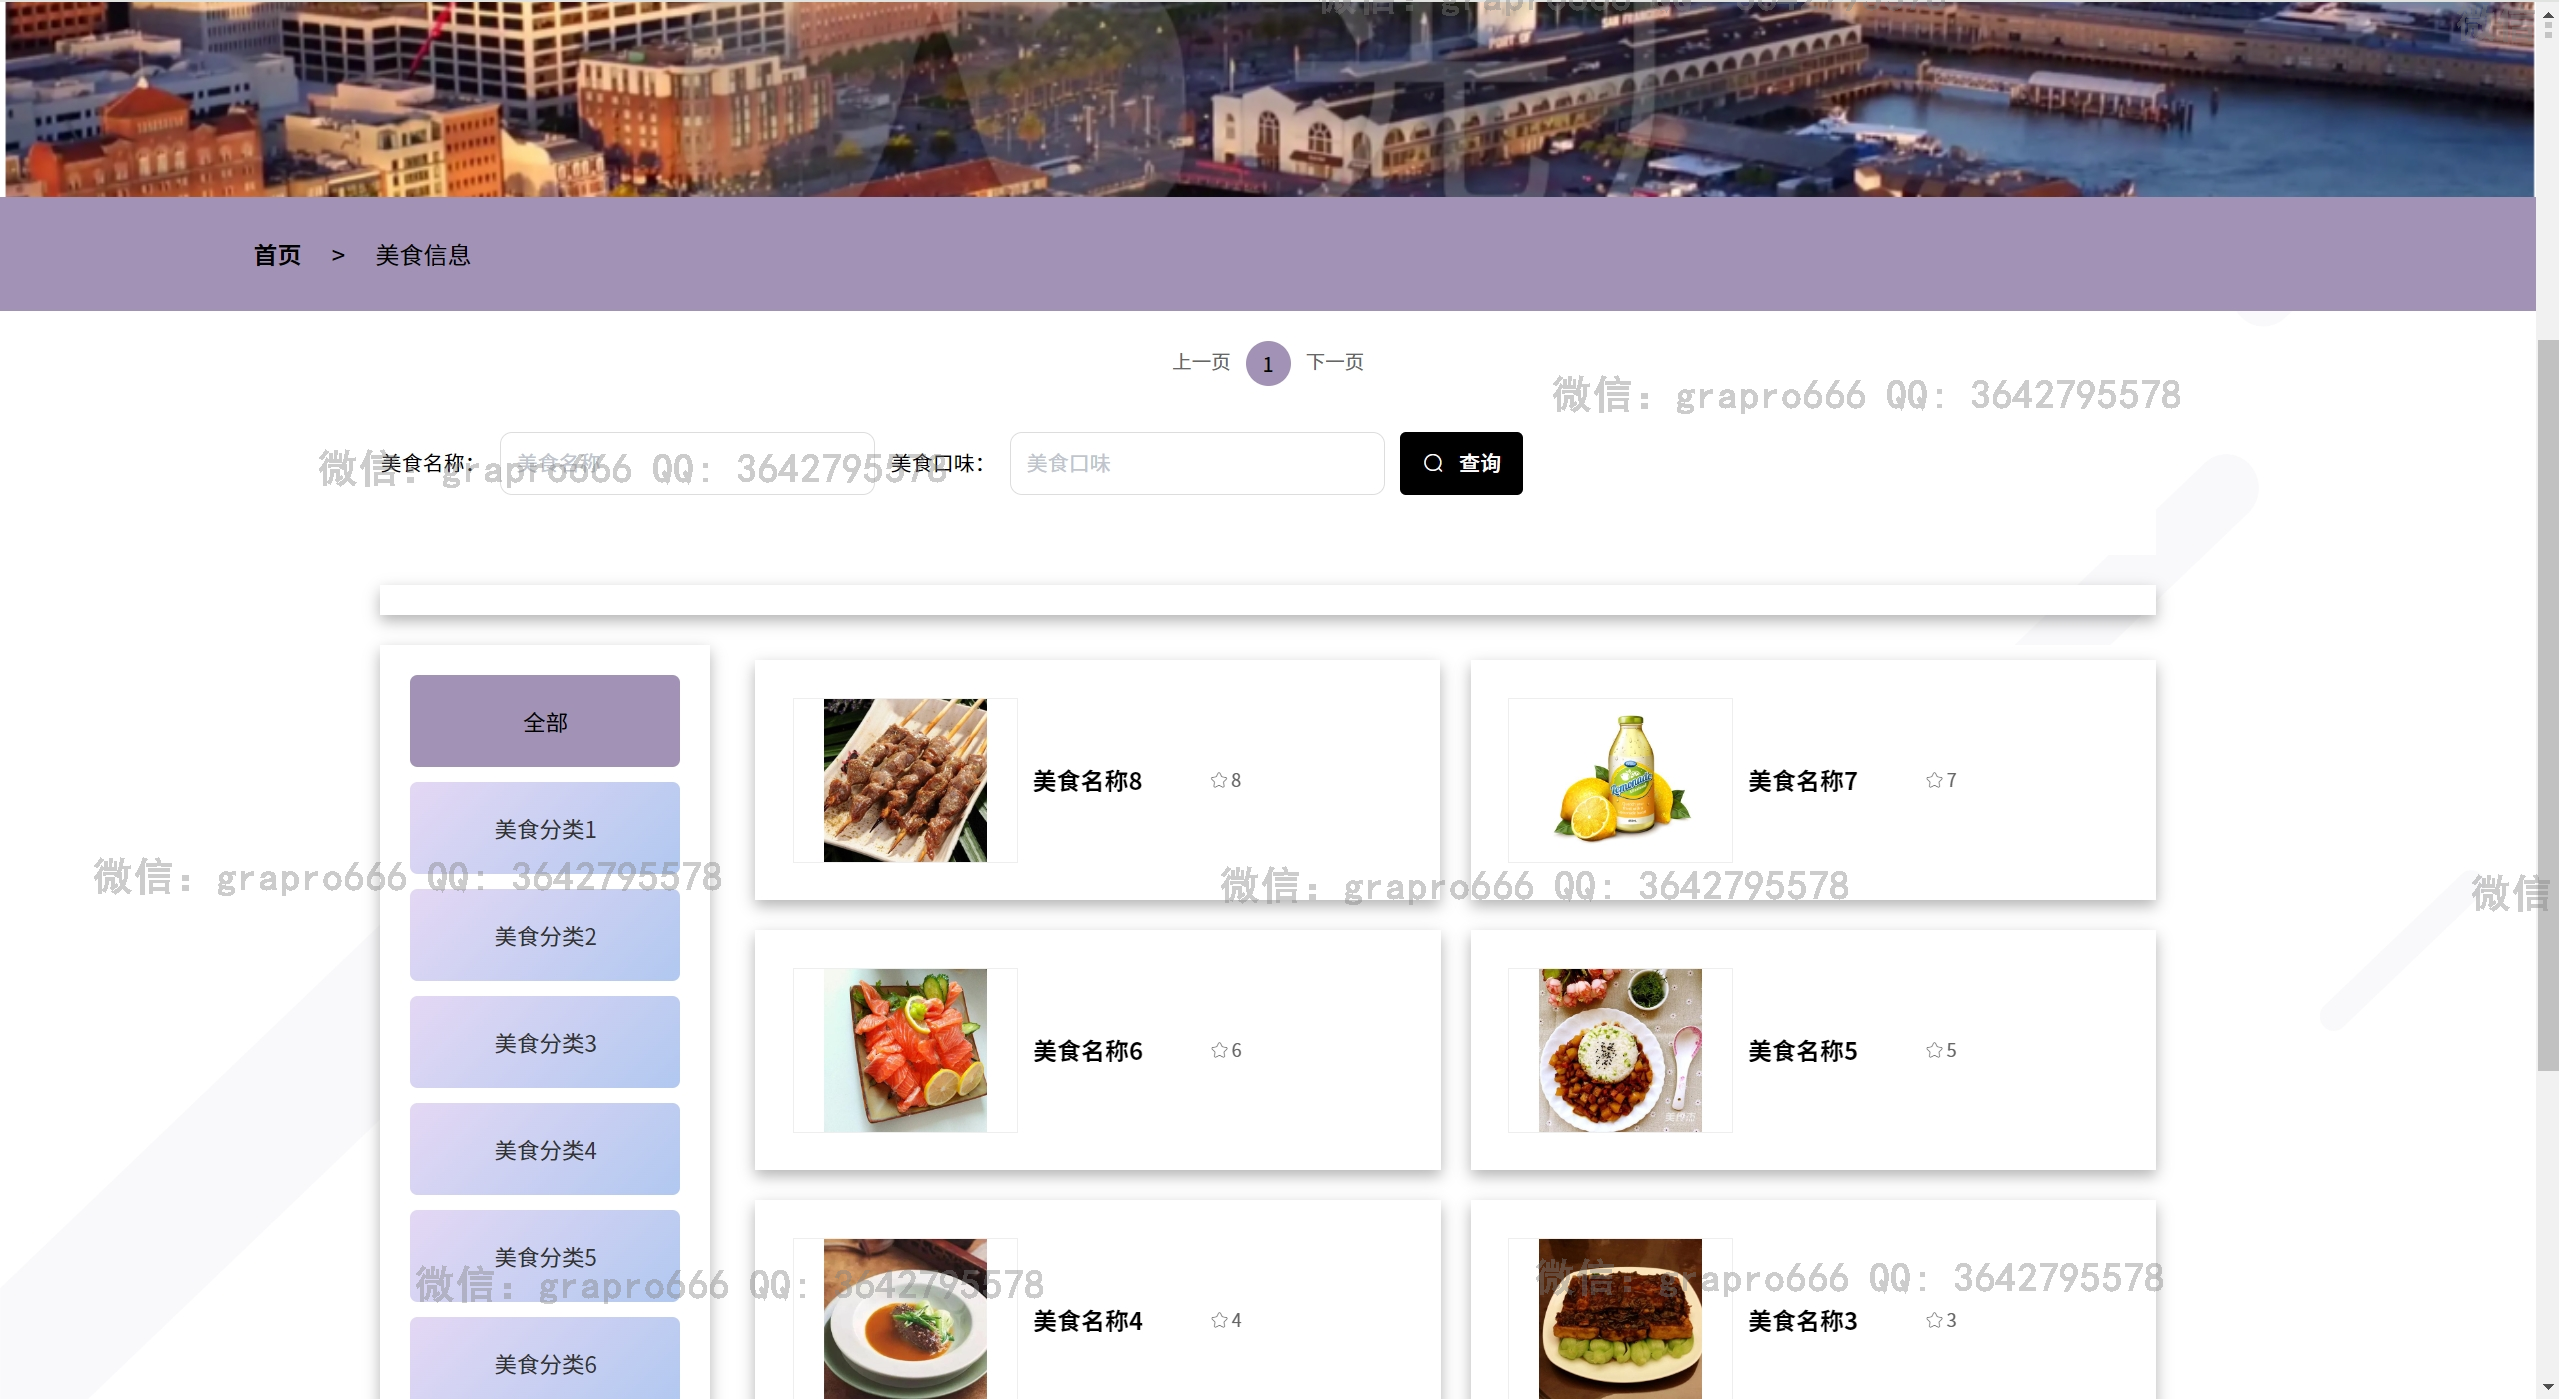 首页 > 美食信息
上一页 1 下一页
微信: grapro666 QQ: 3642795578
美食名称: 美食名称 美食口味: 美食口味 查询
微信: grapro666 QQ: 3642795578
全部
美食分类1
美食分类2
美食分类3
美食分类4
美食分类5
美食分类6
美食名称8 8
美食名称7 7
Lemonade
微信: grapro666 QQ: 3642795578
微信: grapro666 QQ: 3642795578
微信
美食名称6 6
美食名称5 5
微信: grapro666 QQ: 3642795578
微信: grapro666 QQ: 3642795578
美食名称4 4
美食名称3 3